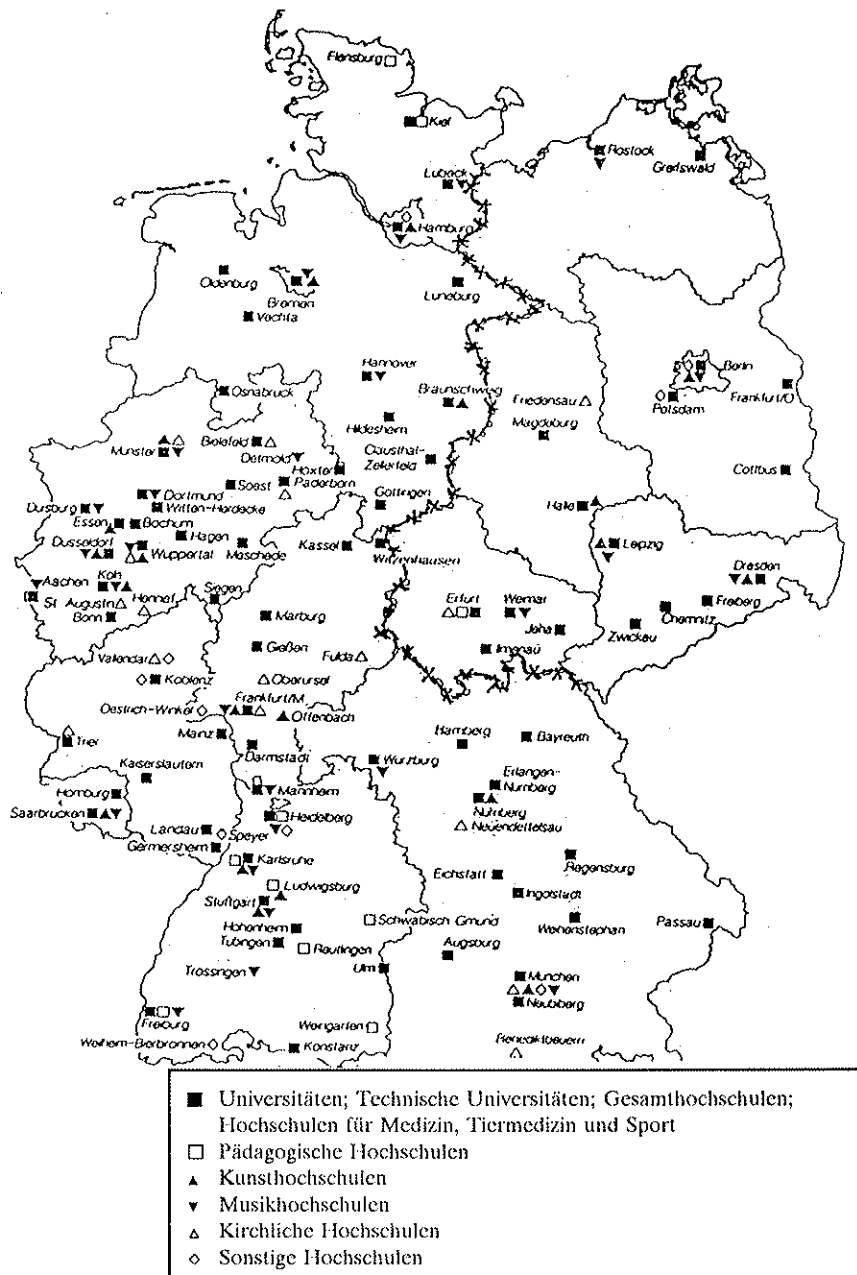 Flensburg
Kiel
Rostock
Greifswald
Lubeck
Hamburg
Oldenburg
Bremen
Luneburg
Vechta
Hannover
Berlin
Osnabruck
Braunschweig
Friedensau
Potsdam
Frankfurt/O
Hildesheim
Magdeburg
Munster
Bielefeld
Clausthal-
Zellerfeld
Detmold
Hoxter
Cottbus
Soest
Paderborn
Dortmund
Gottingen
Halle
Duisburg
Witten-Herdecke
Essen
Bochum
Hagen
Leipzig
Dusseldorf
Wuppertal
Meschede
Kassel
Witzenhausen
Dresden
Aachen
Koln
Siegen
Erfurt
Weimar
Freiberg
St. Augustin
Hennef
Chemnitz
Bonn
Marburg
Jena
Zwickau
Gießen
Fulda
Ilmenau
Vallendar
Koblenz
Oberursel
Oestrich-Winkel
Frankfurt/M.
Offenbach
Trier
Mainz
Bamberg
Bayreuth
Darmstadt
Wurzburg
Kaiserslautern
Erlangen-
Nurnberg
Homburg
Mannheim
Nurnberg
Saarbrucken
Heidelberg
Neuendettelsau
Landau
Speyer
Germersheim
Karlsruhe
Regensburg
Eichstatt
Ludwigsburg
Ingolstadt
Stuttgart
Schwabisch Gmund
Weihenstephan
Passau
Hohenheim
Tubingen
Reutlingen
Augsburg
Trossingen
Ulm
Munchen
Neubiberg
Freiburg
Weingarten
Benediktbeuern
Weilheim-Bierbronnen
Konstanz
Universitäten; Technische Universitäten; Gesamthochschulen;
Hochschulen für Medizin, Tiermedizin und Sport
Pädagogische Hochschulen
Kunsthochschulen
Musikhochschulen
Kirchliche Hochschulen
Sonstige Hochschulen